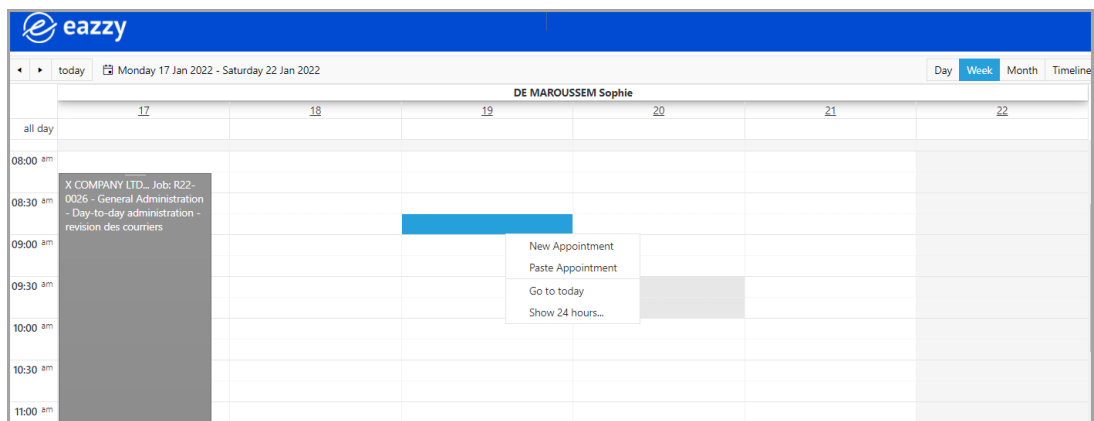 eazzy
today Monday 17 Jan 2022 - Saturday 22 Jan 2022 Day Week Month Timeline
DE MAROUSSEM Sophie
17 18 19 20 21 22
all day
08:00 am
X COMPANY LTD... Job: R22-
0026 - General Administration
- Day-to-day administration -
revision des courriers
08:30 am
09:00 am
New Appointment
Paste Appointment
09:30 am
Go to today
Show 24 hours...
10:00 am
10:30 am
11:00 am